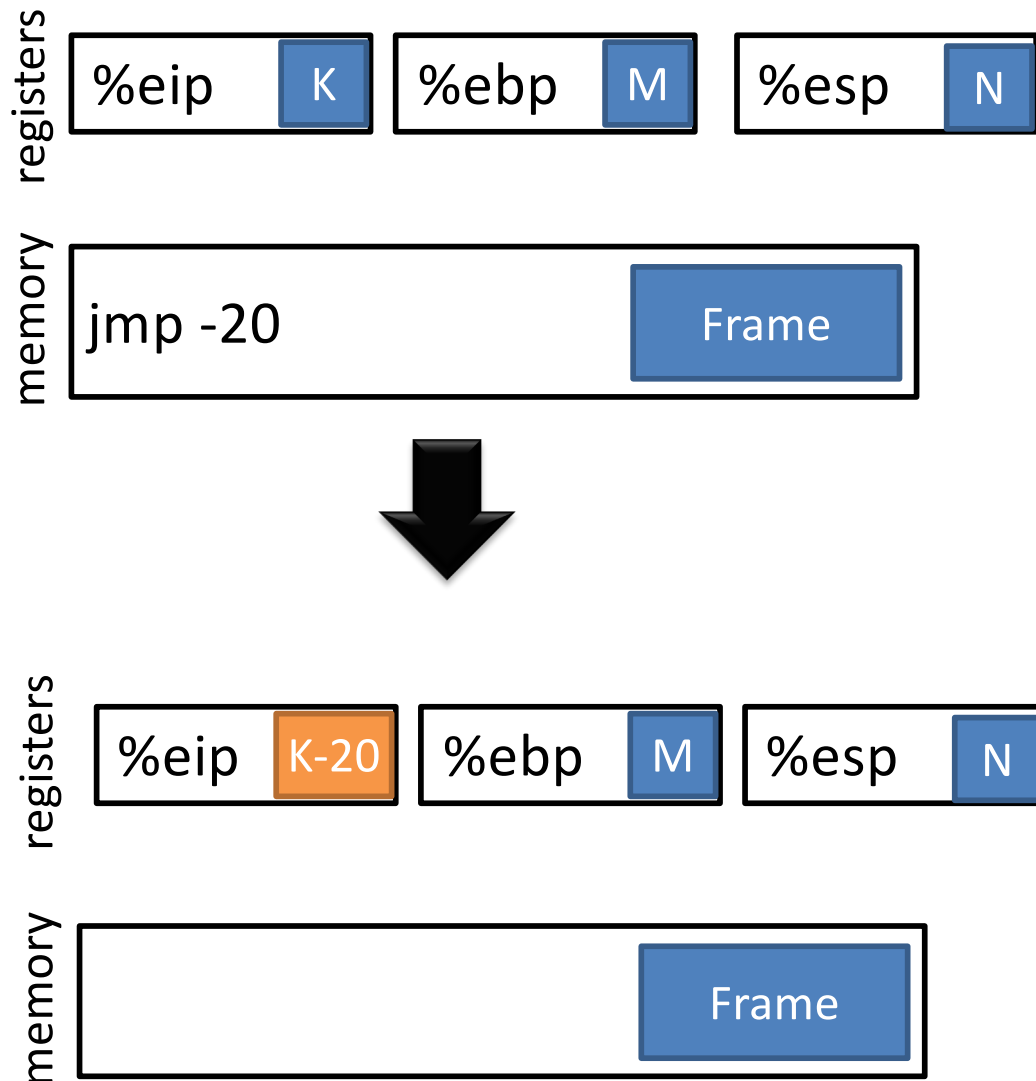 registers
%eip K %ebp M %esp N
memory
jmp -20 Frame
registers
%eip K-20 %ebp M %esp N
memory
Frame